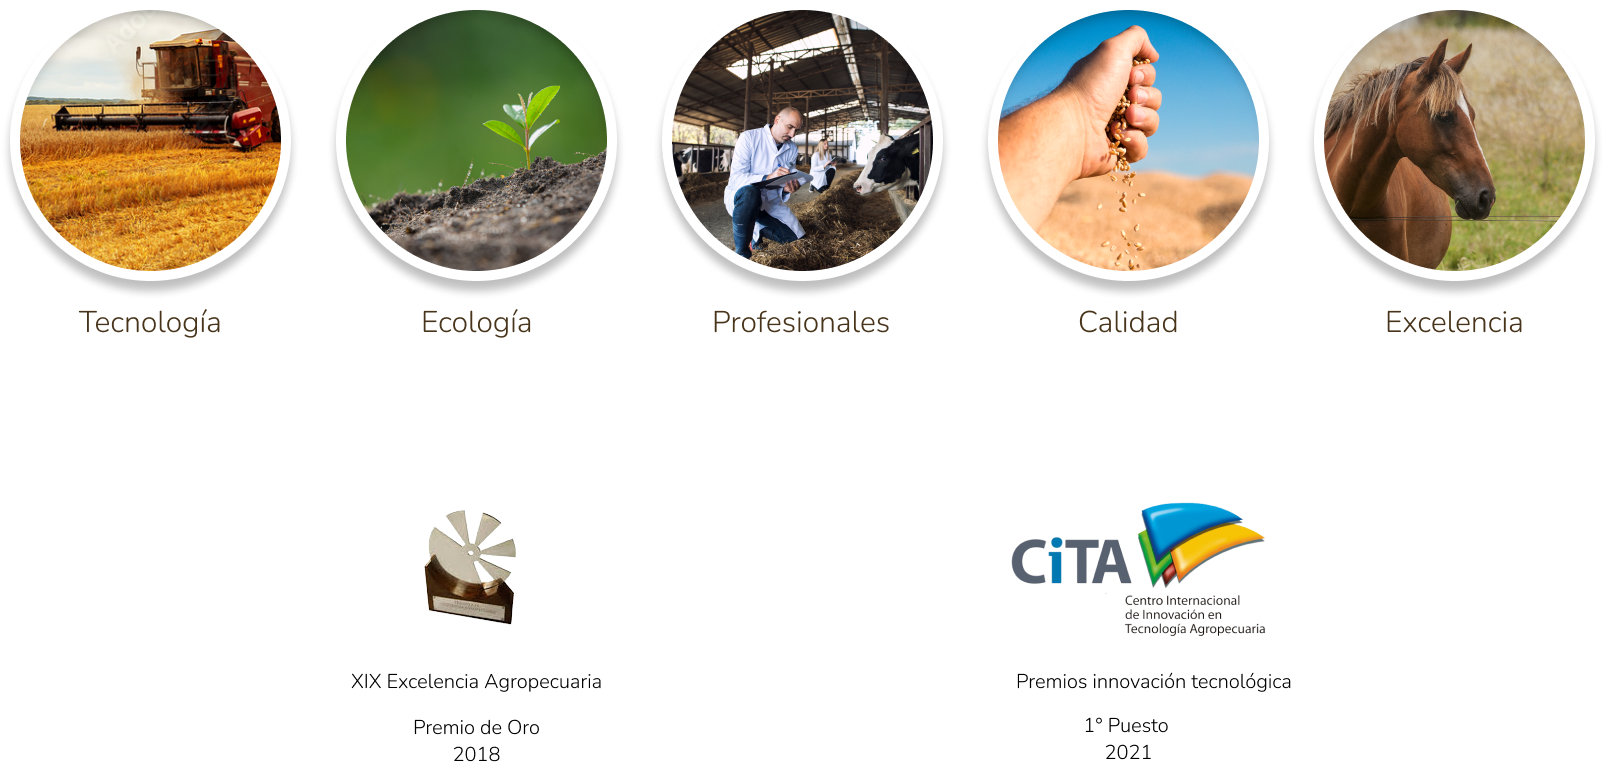 Tecnología
Ecología
Profesionales
Calidad
Excelencia
CiTA
Centro Internacional
de Innovación en
Tecnología Agropecuaria
XIX Excelencia Agropecuaria
Premio de Oro
2018
Premios innovación tecnológica
1° Puesto
2021